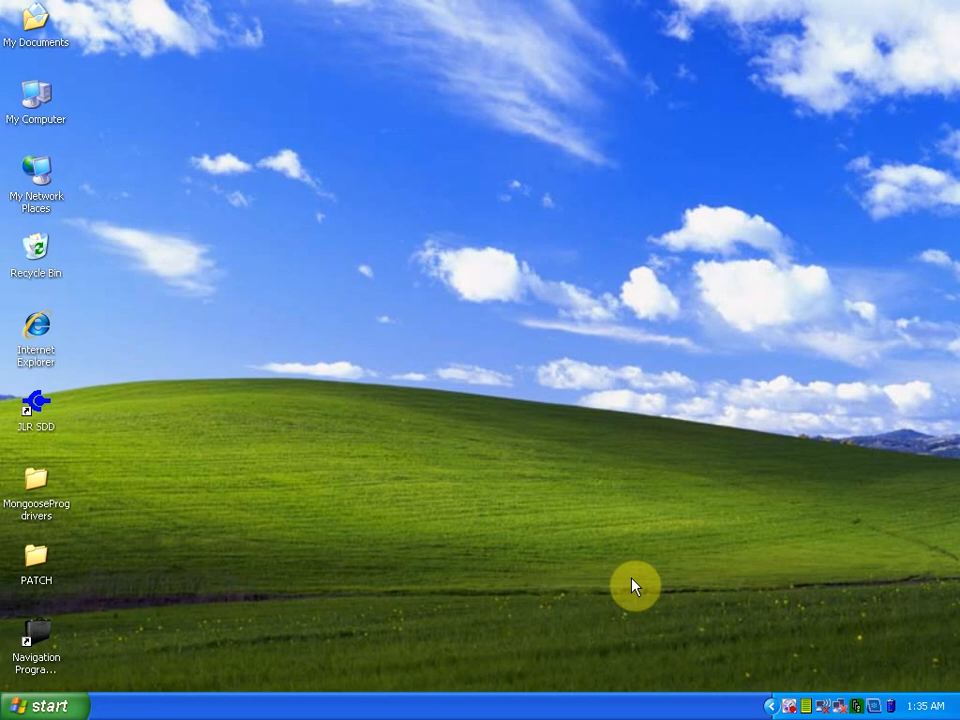 My Documents
My Computer
My Network
Places
Recycle Bin
Internet
Explorer
JLR SDD
MongooseProg
drivers
PATCH
Navigation
Progra...
start
1:35 AM